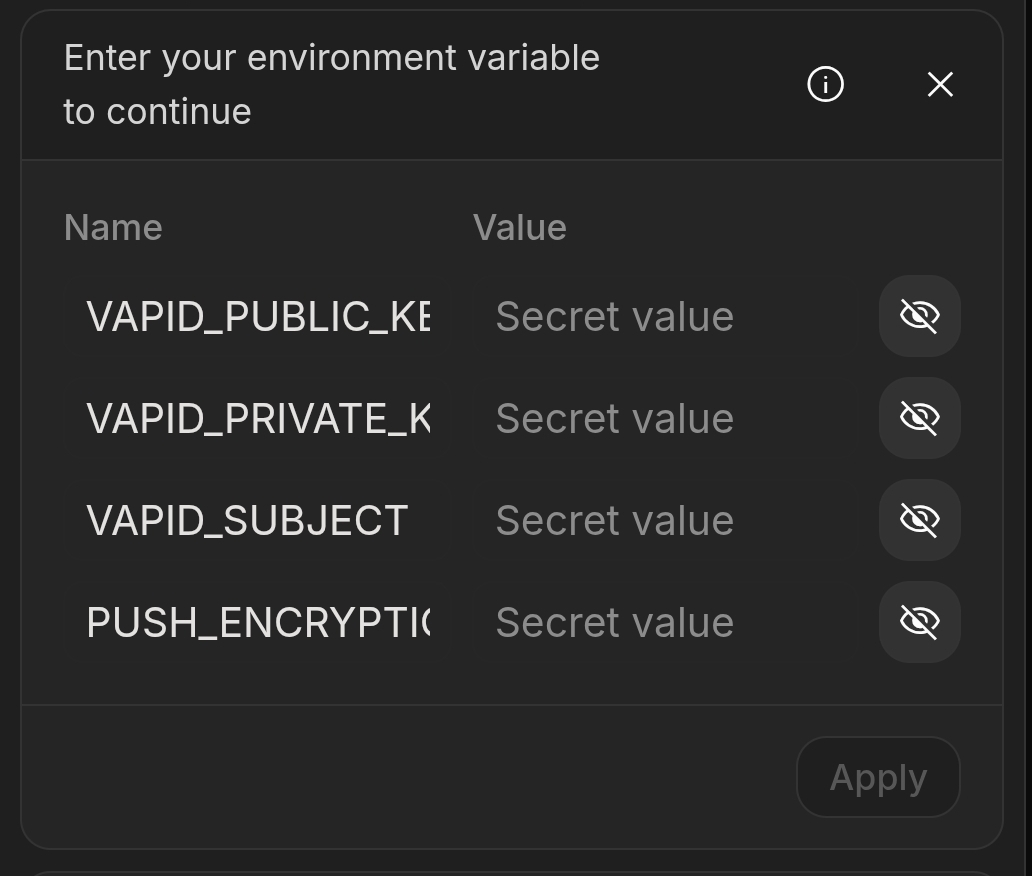 Enter your environment variable
to continue
Name Value
VAPID_PUBLIC_KE Secret value
VAPID_PRIVATE_K Secret value
VAPID_SUBJECT Secret value
PUSH_ENCRYPTIO Secret value
Apply